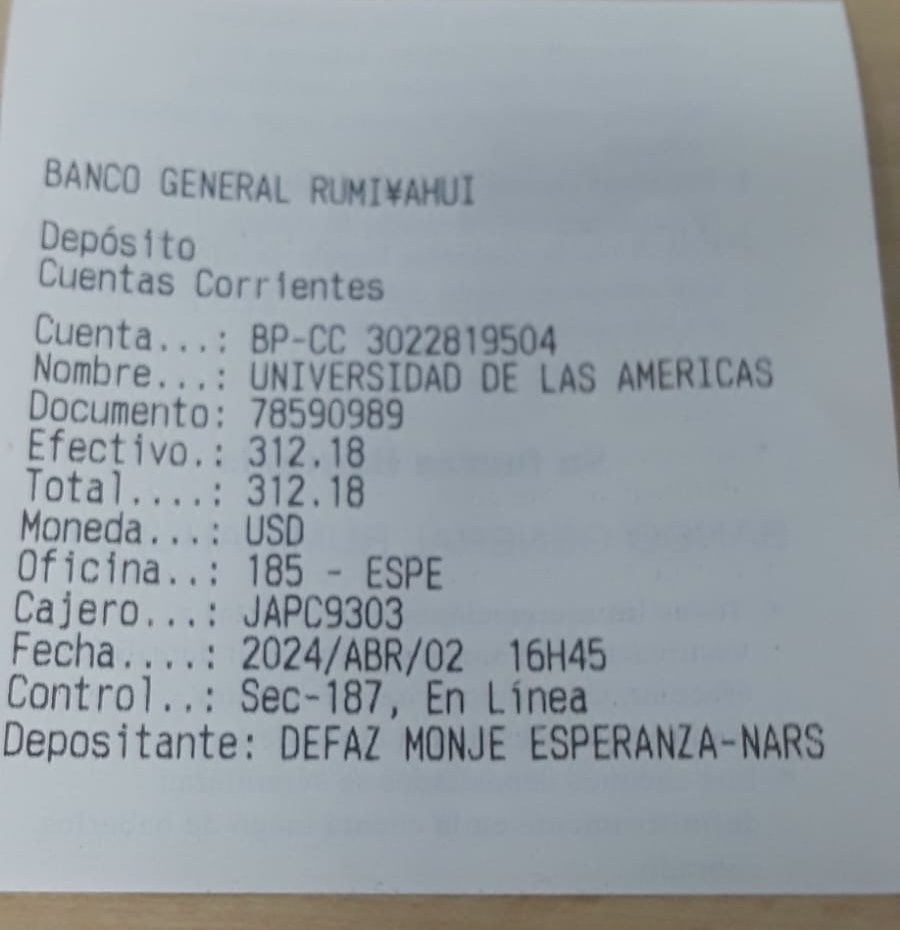 BANCO GENERAL RUMI¥AHUI
Depósito
Cuentas Corrientes
Cuenta...: BP-CC 3022819504
Nombre...: UNIVERSIDAD DE LAS AMERICAS
Documento: 78590989
Efectivo.: 312.18
Total....: 312.18
Moneda...: USD
Oficina..: 185 - ESPE
Cajero...: JAPC9303
Fecha....: 2024/ABR/02 16H45
Control..: Sec-187, En Línea
Depositante: DEFAZ MONJE ESPERANZA-NARS